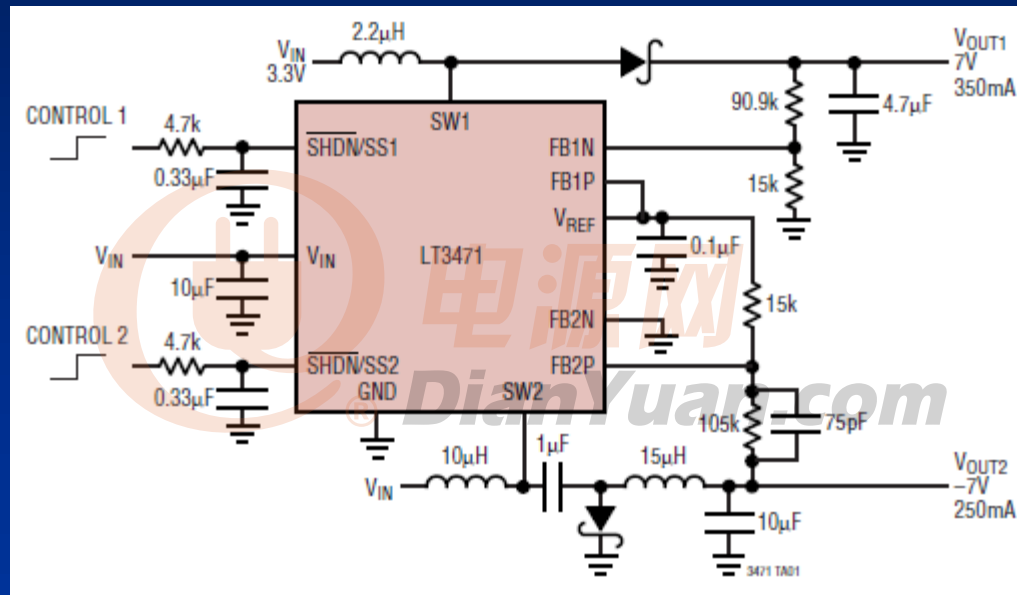 2.2µH
VIN
3.3V
VOUT1
7V
350mA
CONTROL 1
4.7k
0.33µF
SHDN/SS1
SW1
FB1N
90.9k
4.7µF
15k
FB1P
VREF
0.1µF
VIN
10µF
VIN
LT3471
电源网
15k
FB2N
CONTROL 2
4.7k
0.33µF
SHDN/SS2
GND
SW2
FB2P
® DianYuan.com
105k
75pF
VIN
10µH
1µF
15µH
10µF
VOUT2
–7V
250mA
3471 TA01